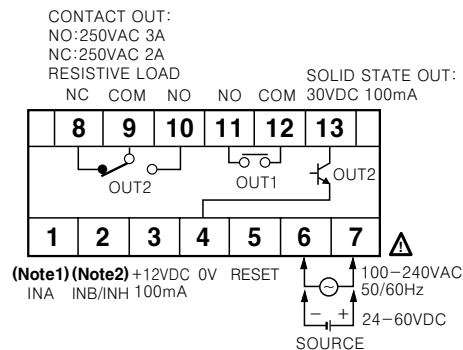 CONTACT OUT:
NO:250VAC 3A
NC:250VAC 2A
RESISTIVE LOAD
SOLID STATE OUT:
30VDC 100mA
NC COM NO NO COM
8 9 10 11 12 13
OUT2 OUT1 OUT2
1 2 3 4 5 6 7
(Note1) (Note2) +12VDC 0V RESET
INA INB/INH 100mA
100-240VAC
50/60Hz
- +
24-60VDC
SOURCE